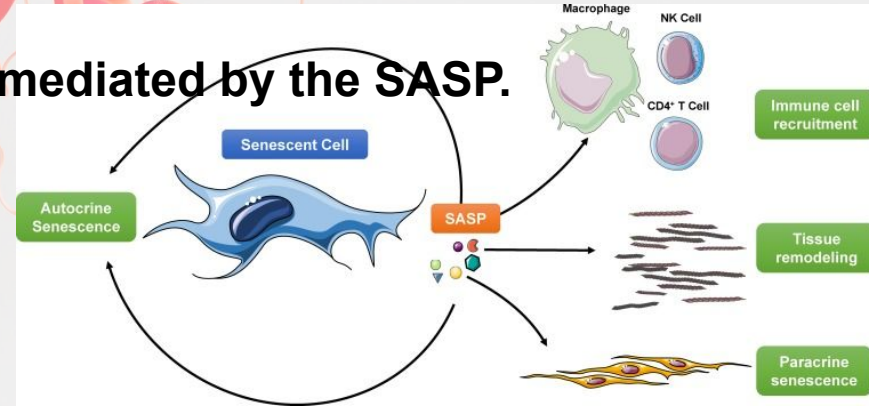 Macrophage
NK Cell
mediated by the SASP.
CD4⁺ T Cell
Immune cell
recruitment
Senescent Cell
Autocrine
Senescence
SASP
Tissue
remodeling
Paracrine
senescence